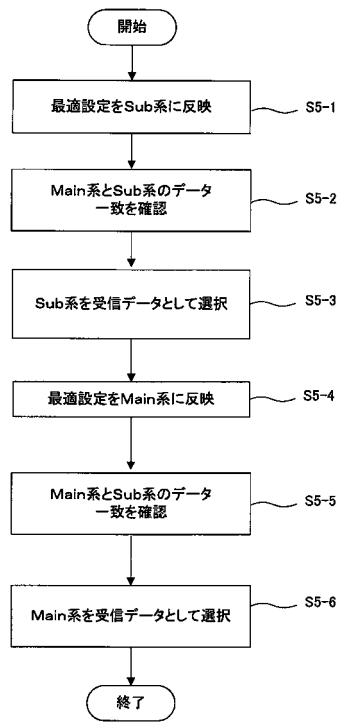 開始
最適設定をSub系に反映
S5-1
Main系とSub系のデータ
一致を確認
S5-2
Sub系を受信データとして選択
S5-3
最適設定をMain系に反映
S5-4
Main系とSub系のデータ
一致を確認
S5-5
Main系を受信データとして選択
S5-6
終了